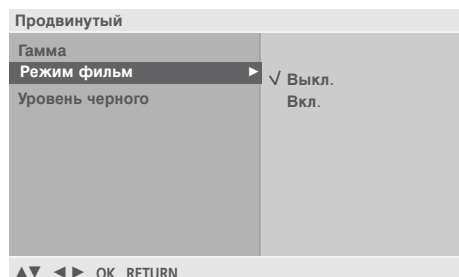 Продвинутый
Гамма
Режим фильм ►
√ Выкл.
Вкл.
Уровень черного
▲▼ ◄ ► OK RETURN